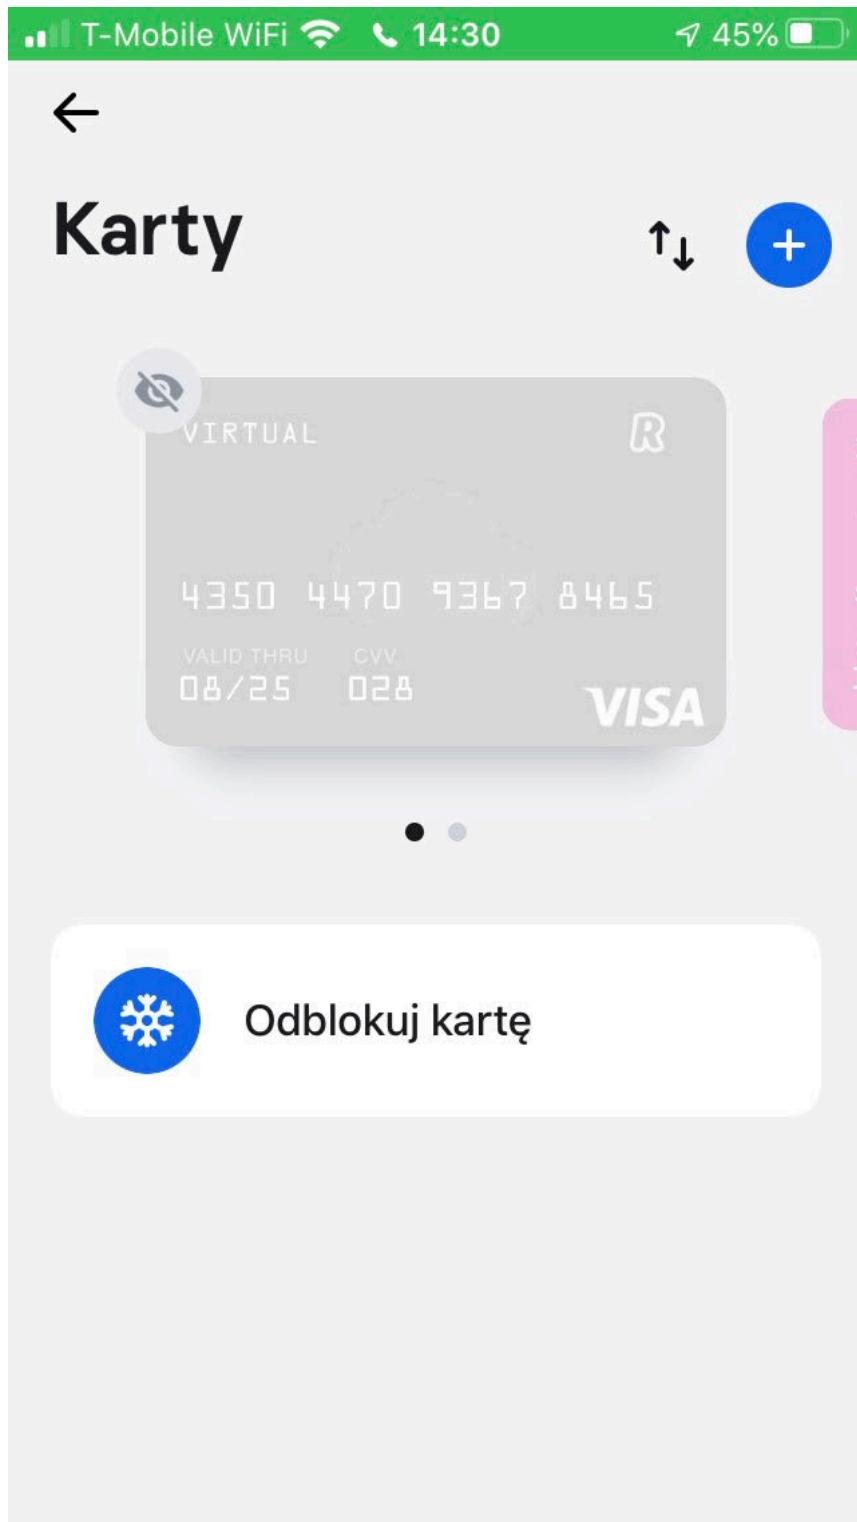 T-Mobile WiFi 14:30 45%
Karty
VIRTUAL R
4350 4470 9367 8465
VALID THRU CVV
08/25 028
VISA
Odblokuj kartę